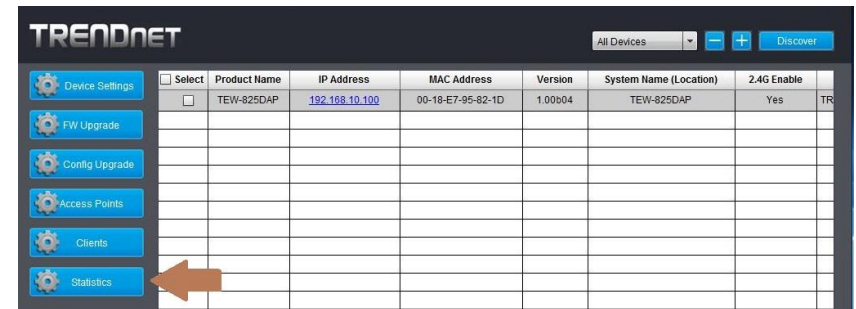 TRENDnet
All Devices
Discover
Device Settings
FW Upgrade
Config Upgrade
Access Points
Clients
Statistics
Select Product Name IP Address MAC Address Version System Name (Location) 2.4G Enable
TEW-825DAP 192.168.10.100 00-18-E7-95-82-1D 1.00b04 TEW-825DAP Yes TR